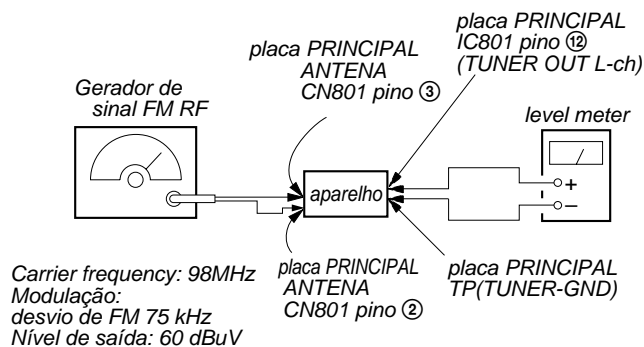 placa PRINCIPAL
IC801 pino ⑫
(TUNER OUT L-ch)
placa PRINCIPAL
ANTENA
CN801 pino ③
Gerador de
sinal FM RF
level meter
aparelho
+
–
Carrier frequency: 98MHz
Modulação:
desvio de FM 75 kHz
Nível de saída: 60 dBuV
placa PRINCIPAL
ANTENA
CN801 pino ②
placa PRINCIPAL
TP(TUNER-GND)